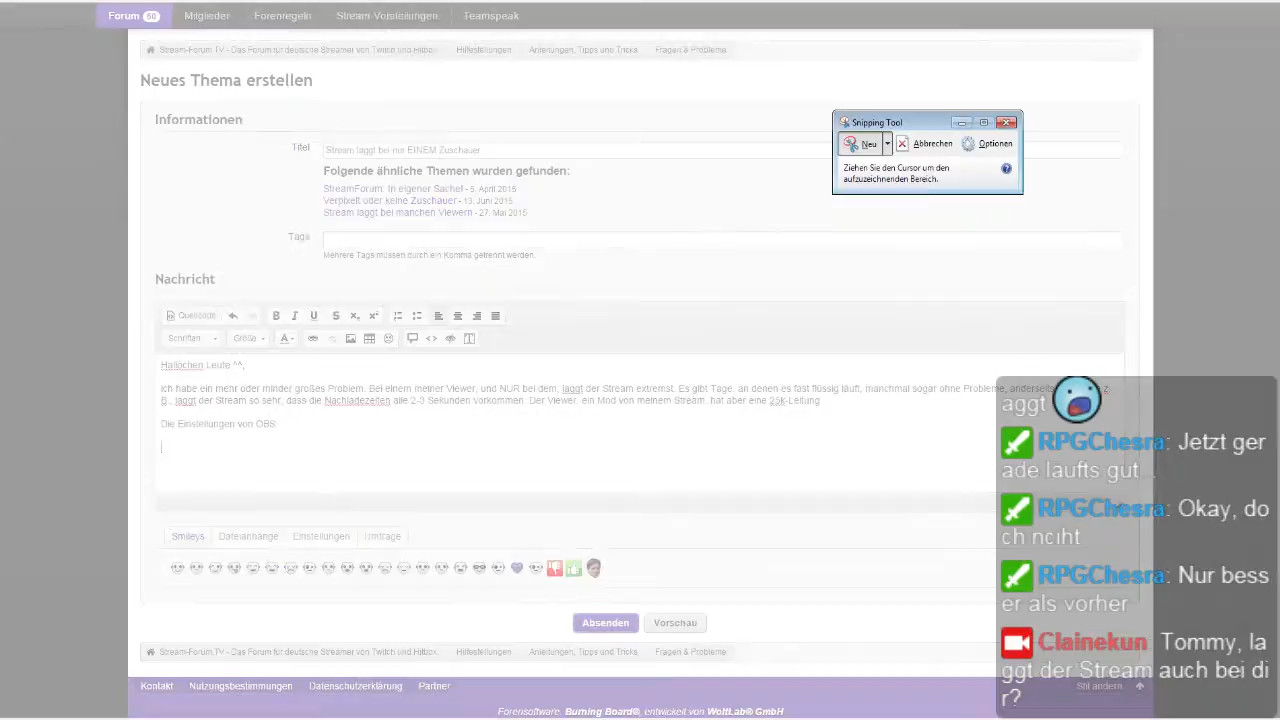 Forum 50 Mitglieder Forenregeln Stream-Vorstellungen Teamspeak
Stream-Forum.TV - Das Forum für deutsche Streamer von Twitch und Hitbox Hilfestellungen Anleitungen, Tipps und Tricks Fragen & Probleme
Neues Thema erstellen
Informationen
Titel Stream laggt bei nur EINEM Zuschauer
Folgende ähnliche Themen wurden gefunden:
StreamForum: In eigener Sache! - 5. April 2015
Verpixelt oder keine Zuschauer - 13. Juni 2015
Stream laggt bei manchen Viewern - 27. Mai 2015
Tags
Mehrere Tags müssen durch ein Komma getrennt werden.
Snipping Tool
Neu Abbrechen Optionen
Ziehen Sie den Cursor um den
aufzuzeichnenden Bereich.
Nachricht
Quellcode B I U S x₂ x²
Schriftart Größe A
Hallöchen Leute ^^,
Ich habe ein mehr oder minder großes Problem. Bei einem meiner Viewer, und NUR bei dem, laggt der Stream extremst. Es gibt Tage, an denen es fast flüssig läuft, manchmal sogar ohne Probleme, anderseits
B., laggt der Stream so sehr, dass die Nachladezeiten alle 2-3 Sekunden vorkommen. Der Viewer, ein Mod von meinem Stream, hat aber eine 25k-Leitung
Die Einstellungen von OBS:
Smileys Dateianhänge Einstellungen Umfrage
Absenden Vorschau
Stream-Forum.TV - Das Forum für deutsche Streamer von Twitch und Hitbox Hilfestellungen Anleitungen, Tipps und Tricks Fragen & Probleme
Kontakt Nutzungsbestimmungen Datenschutzerklärung Partner Stil ändern
Forensoftware: Burning Board®, entwickelt von WoltLab® GmbH
aggt
RPGChesra: Jetzt ger
ade laufts gut...
RPGChesra: Okay, do
ch nciht
RPGChesra: Nur bess
er als vorher
Clainekun: Tommy, la
ggt der Stream auch bei di
r?